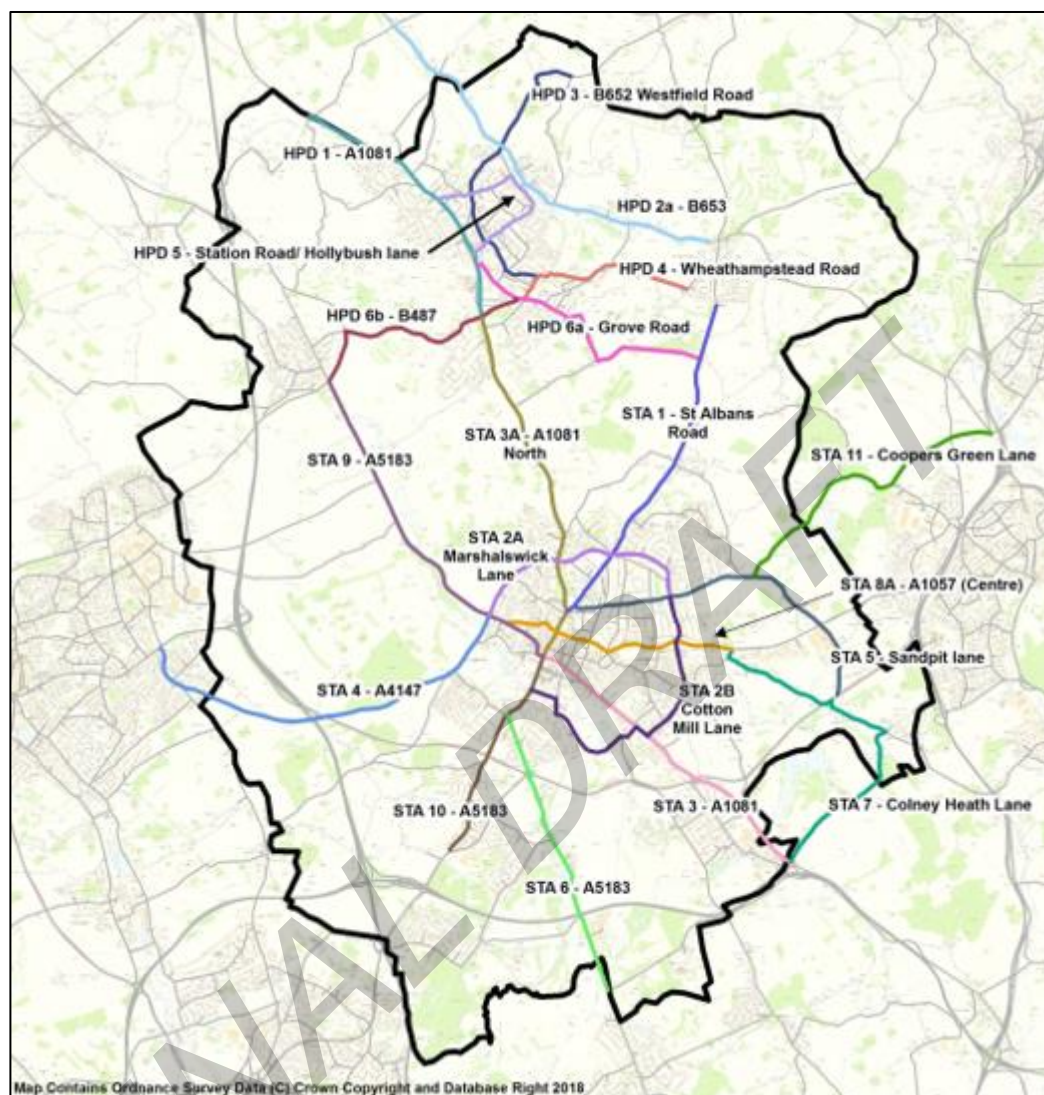 HPD 3 - B652 Westfield Road
HPD 1 - A1081
HPD 2a - B653
HPD 5 - Station Road/ Hollybush lane
HPD 4 - Wheathampstead Road
HPD 6b - B487
HPD 6a - Grove Road
STA 1 - St Albans
Road
STA 3A - A1081
North
STA 9 - A5183
STA 11 - Coopers Green Lane
STA 2A
Marshalswick
Lane
STA 8A - A1057 (Centre)
STA 5 - Sandpit lane
STA 4 - A4147
STA 2B
Cotton
Mill Lane
STA 10 - A5183
STA 3 - A1081
STA 7 - Colney Heath Lane
STA 6 - A5183
NAL DRAFT
Map Contains Ordnance Survey Data (C) Crown Copyright and Database Right 2018